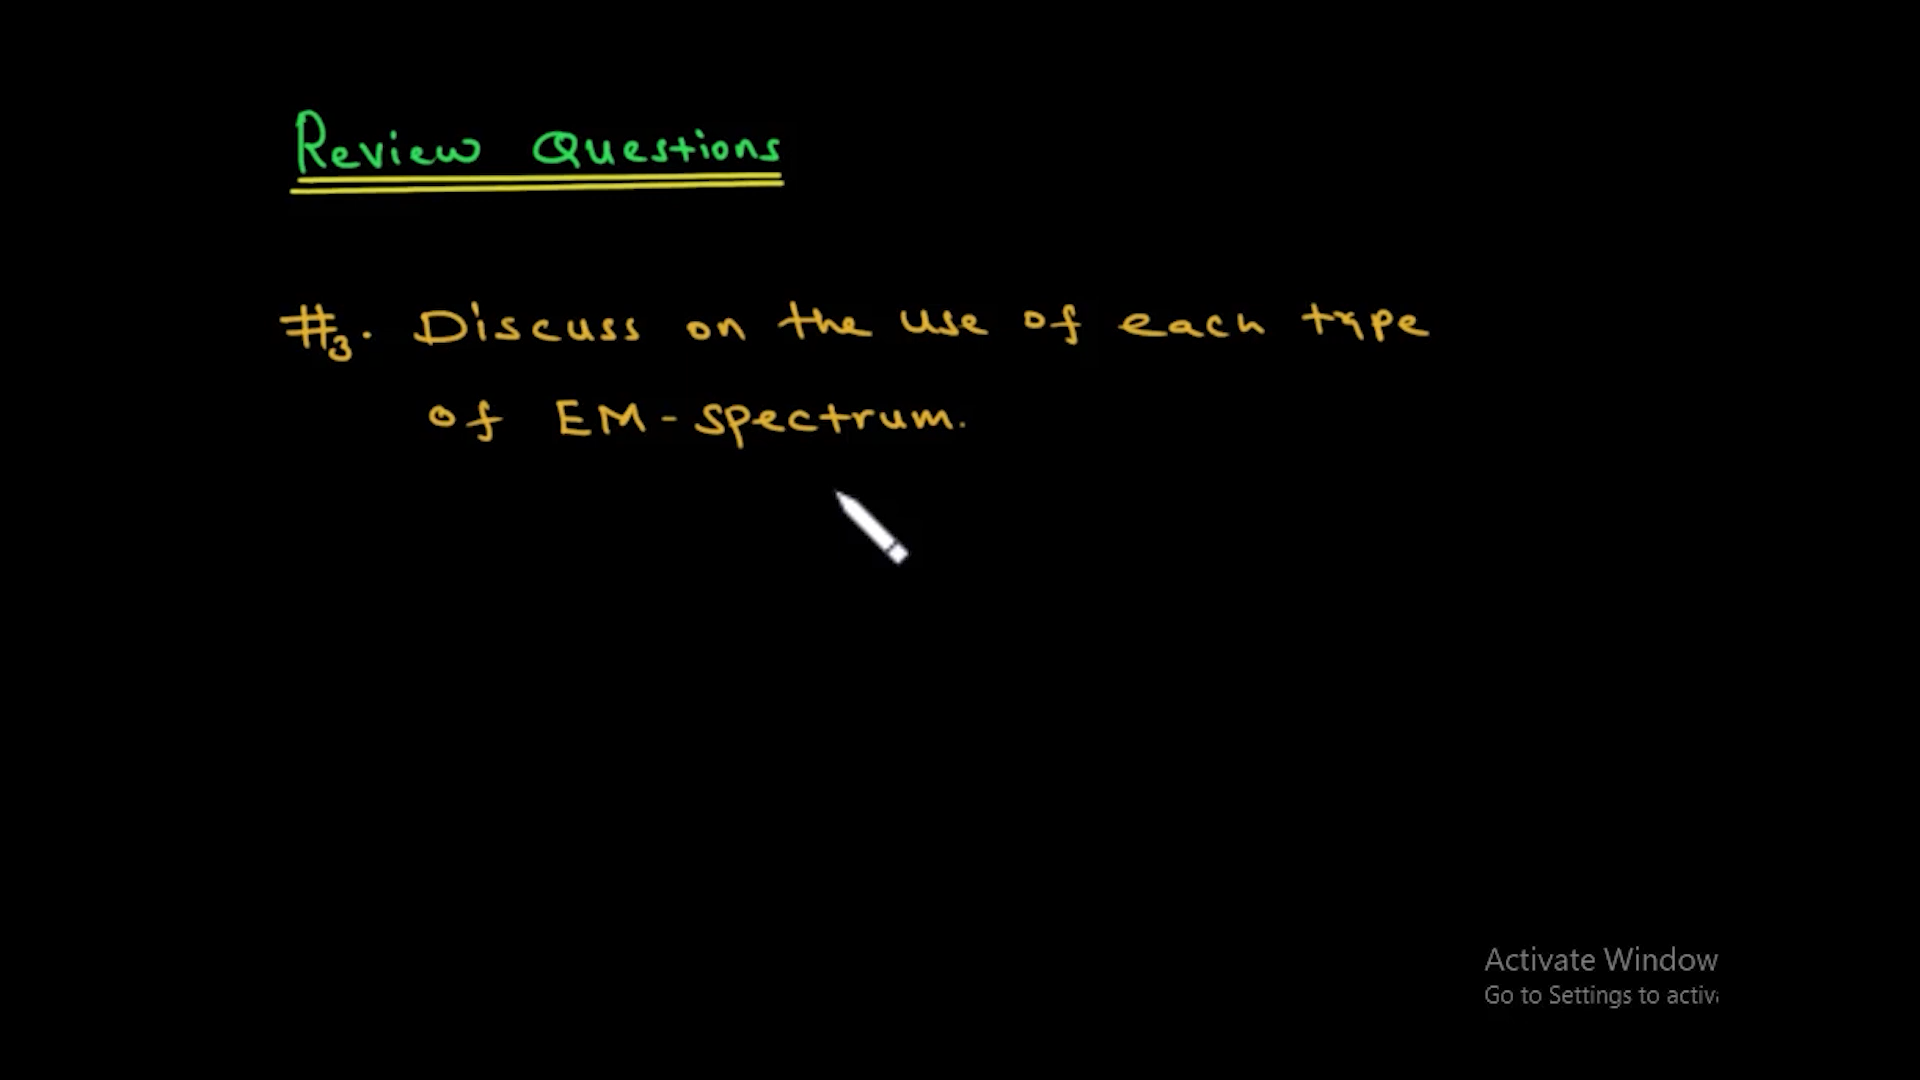 Review Questions
#3. Discuss on the use of each type
of EM-spectrum.
Activate Window
Go to Settings to activ